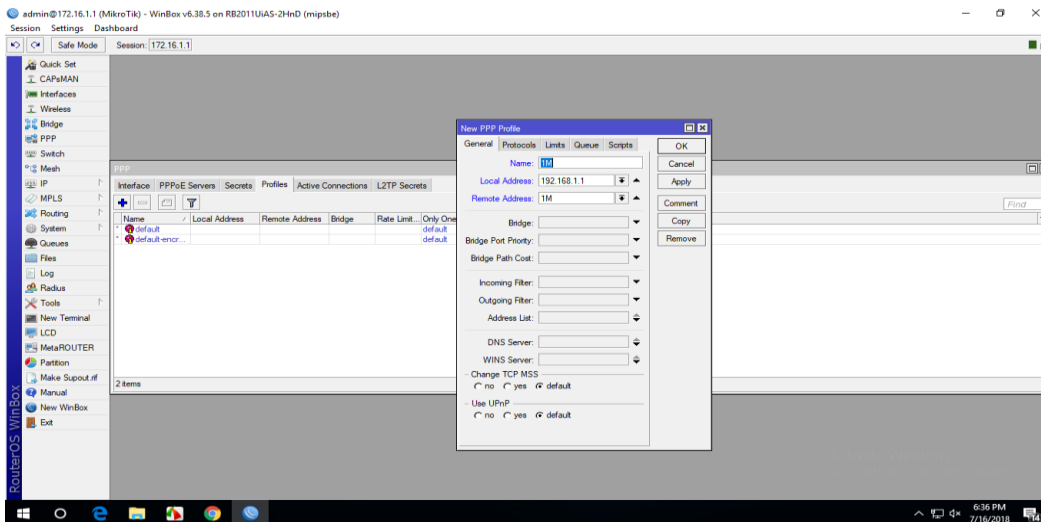 admin@172.16.1.1 (MikroTik) - WinBox v6.38.5 on RB2011UiAS-2HnD (mipsbe)
Session Settings Dashboard
Safe Mode Session: 172.16.1.1
Quick Set
CAPsMAN
Interfaces
Wireless
Bridge
PPP
Switch
Mesh
IP
MPLS
Routing
System
Queues
Files
Log
Radius
Tools
New Terminal
LCD
MetaROUTER
Partition
Make Supout.rif
Manual
New WinBox
Exit
RouterOS WinBox
PPP
Interface PPPoE Servers Secrets Profiles Active Connections L2TP Secrets
Find
Name Local Address Remote Address Bridge Rate Limit... Only One
* default default
* default-encr... default
2 items
New PPP Profile
General Protocols Limits Queue Scripts
Name: 1M
Local Address: 192.168.1.1
Remote Address: 1M
Bridge:
Bridge Port Priority:
Bridge Path Cost:
Incoming Filter:
Outgoing Filter:
Address List:
DNS Server:
WINS Server:
Change TCP MSS
no yes default
Use UPnP
no yes default
OK
Cancel
Apply
Comment
Copy
Remove
6:36 PM
7/16/2018